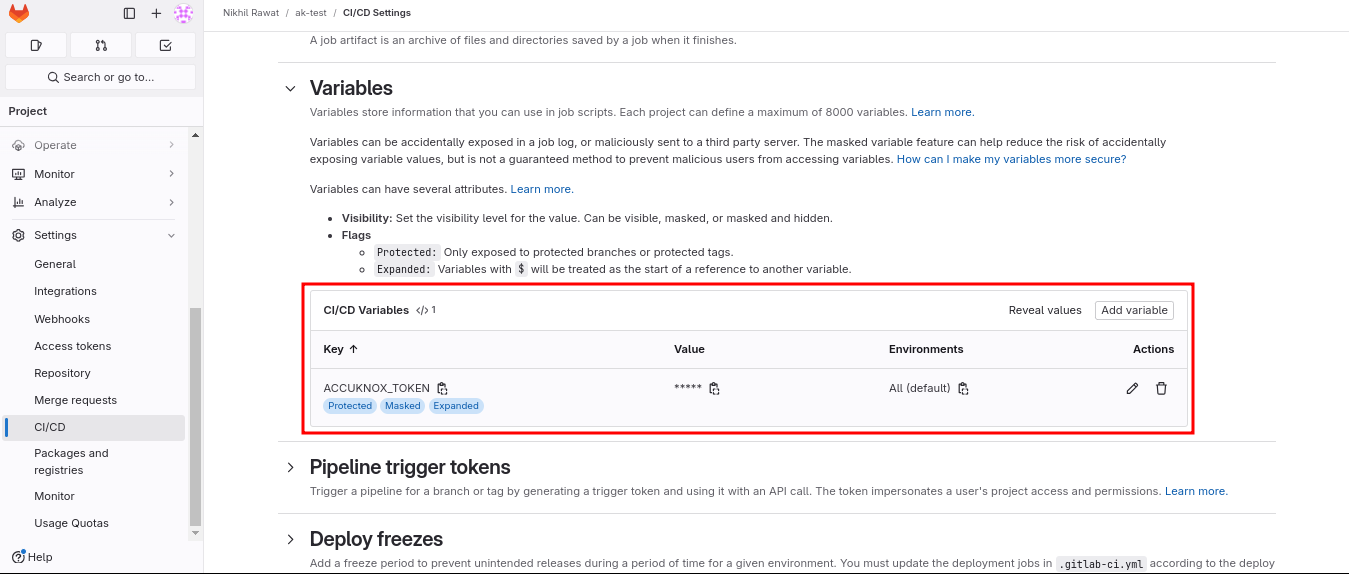 Nikhil Rawat / ak-test / CI/CD Settings
Search or go to...
Project
Operate
Monitor
Analyze
Settings
General
Integrations
Webhooks
Access tokens
Repository
Merge requests
CI/CD
Packages and
registries
Monitor
Usage Quotas
Help
A job artifact is an archive of files and directories saved by a job when it finishes.
Variables
Variables store information that you can use in job scripts. Each project can define a maximum of 8000 variables. Learn more.
Variables can be accidentally exposed in a job log, or maliciously sent to a third party server. The masked variable feature can help reduce the risk of accidentally
exposing variable values, but is not a guaranteed method to prevent malicious users from accessing variables. How can I make my variables more secure?
Variables can have several attributes. Learn more.
• Visibility: Set the visibility level for the value. Can be visible, masked, or masked and hidden.
• Flags
◦ Protected: Only exposed to protected branches or protected tags.
◦ Expanded: Variables with $ will be treated as the start of a reference to another variable.
CI/CD Variables </> 1 Reveal values Add variable
Key ↑ Value Environments Actions
ACCUKNOX_TOKEN ***** All (default)
Protected Masked Expanded
Pipeline trigger tokens
Trigger a pipeline for a branch or tag by generating a trigger token and using it with an API call. The token impersonates a user's project access and permissions. Learn more.
Deploy freezes
Add a freeze period to prevent unintended releases during a period of time for a given environment. You must update the deployment jobs in .gitlab-ci.yml according to the deploy